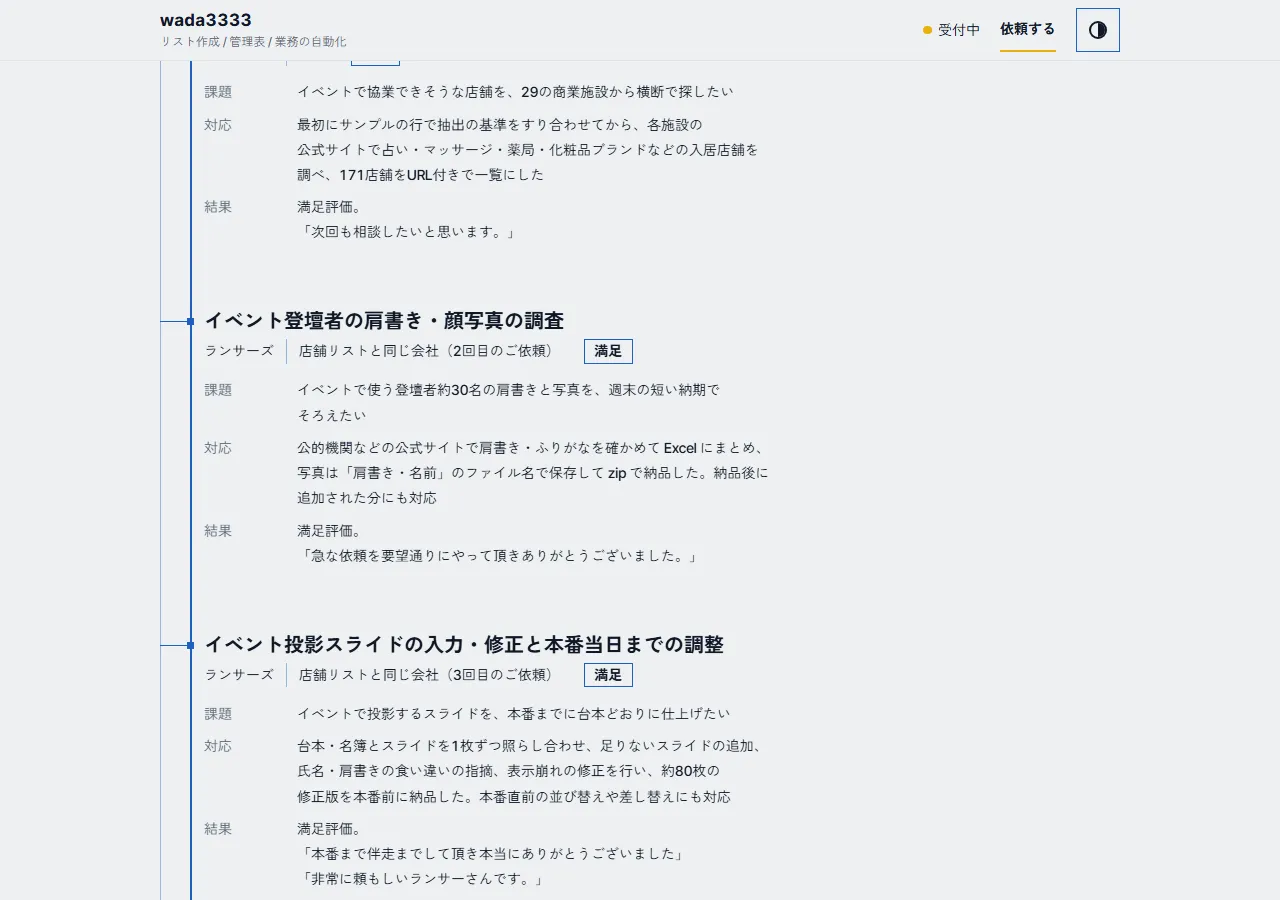 wada3333
リスト作成 / 管理表 / 業務の自動化
受付中
依頼する
課題
イベントで協業できそうな店舗を、29の商業施設から横断で探したい
対応
最初にサンプルの行で抽出の基準をすり合わせてから、各施設の
公式サイトで占い・マッサージ・薬局・化粧品ブランドなどの入居店舗を
調べ、171店舗をURL付きで一覧にした
結果
満足評価。
「次回も相談したいと思います。」
イベント登壇者の肩書き・顔写真の調査
ランサーズ 店舗リストと同じ会社（2回目のご依頼） 満足
課題
イベントで使う登壇者約30名の肩書きと写真を、週末の短い納期で
そろえたい
対応
公的機関などの公式サイトで肩書き・ふりがなを確かめて Excel にまとめ、
写真は「肩書き・名前」のファイル名で保存して zip で納品した。納品後に
追加された分にも対応
結果
満足評価。
「急な依頼を要望通りにやって頂きありがとうございました。」
イベント投影スライドの入力・修正と本番当日までの調整
ランサーズ 店舗リストと同じ会社（3回目のご依頼） 満足
課題
イベントで投影するスライドを、本番までに台本どおりに仕上げたい
対応
台本・名簿とスライドを1枚ずつ照らし合わせ、足りないスライドの追加、
氏名・肩書きの食い違いの指摘、表示崩れの修正を行い、約80枚の
修正版を本番前に納品した。本番直前の並び替えや差し替えにも対応
結果
満足評価。
「本番まで伴走までして頂き本当にありがとうございました」
「非常に頼もしいランサーさんです。」